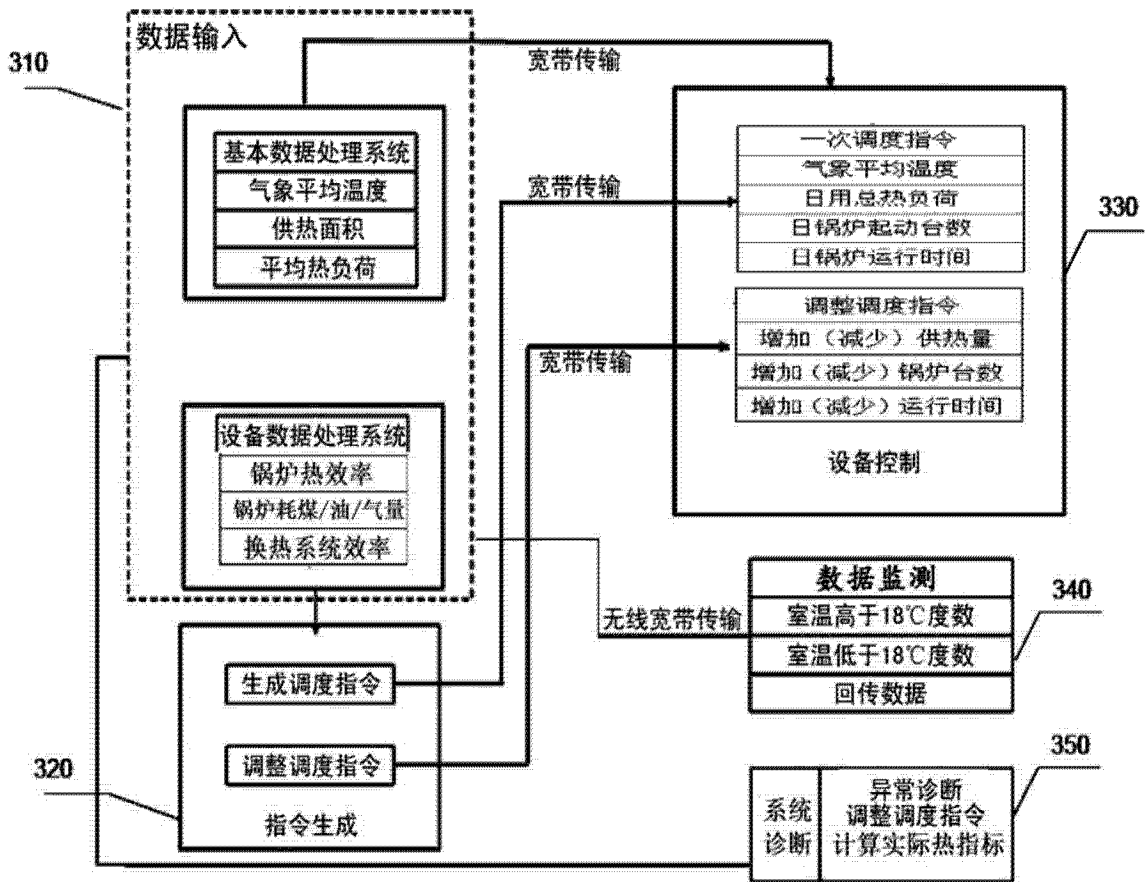 数据输入
310
基本数据处理系统
气象平均温度
供热面积
平均热负荷
设备数据处理系统
锅炉热效率
锅炉耗煤/油/气量
换热系统效率
宽带传输
宽带传输
宽带传输
一次调度指令
气象平均温度
日用总热负荷
日锅炉起动台数
日锅炉运行时间
调整调度指令
增加（减少）供热量
增加（减少）锅炉台数
增加（减少）运行时间
设备控制
330
生成调度指令
调整调度指令
指令生成
320
无线宽带传输
数据监测
室温高于18℃度数
室温低于18℃度数
回传数据
340
系统
诊断
异常诊断
调整调度指令
计算实际热指标
350